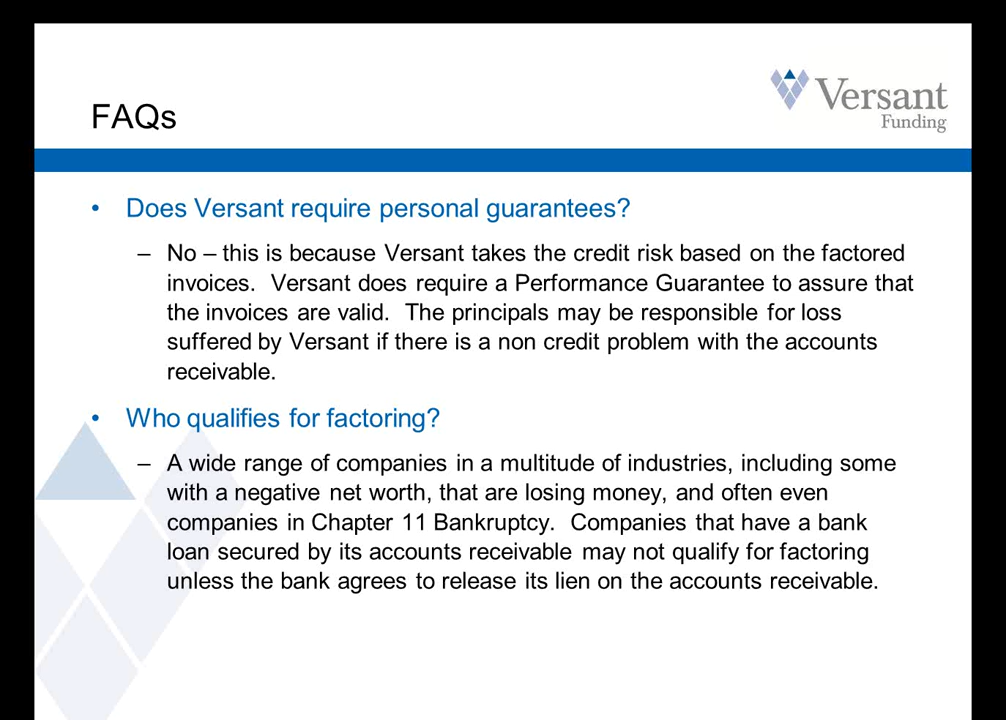 Versant
Funding
FAQs
• Does Versant require personal guarantees?
– No – this is because Versant takes the credit risk based on the factored
invoices.  Versant does require a Performance Guarantee to assure that
the invoices are valid.  The principals may be responsible for loss
suffered by Versant if there is a non credit problem with the accounts
receivable.
• Who qualifies for factoring?
– A wide range of companies in a multitude of industries, including some
with a negative net worth, that are losing money, and often even
companies in Chapter 11 Bankruptcy.  Companies that have a bank
loan secured by its accounts receivable may not qualify for factoring
unless the bank agrees to release its lien on the accounts receivable.